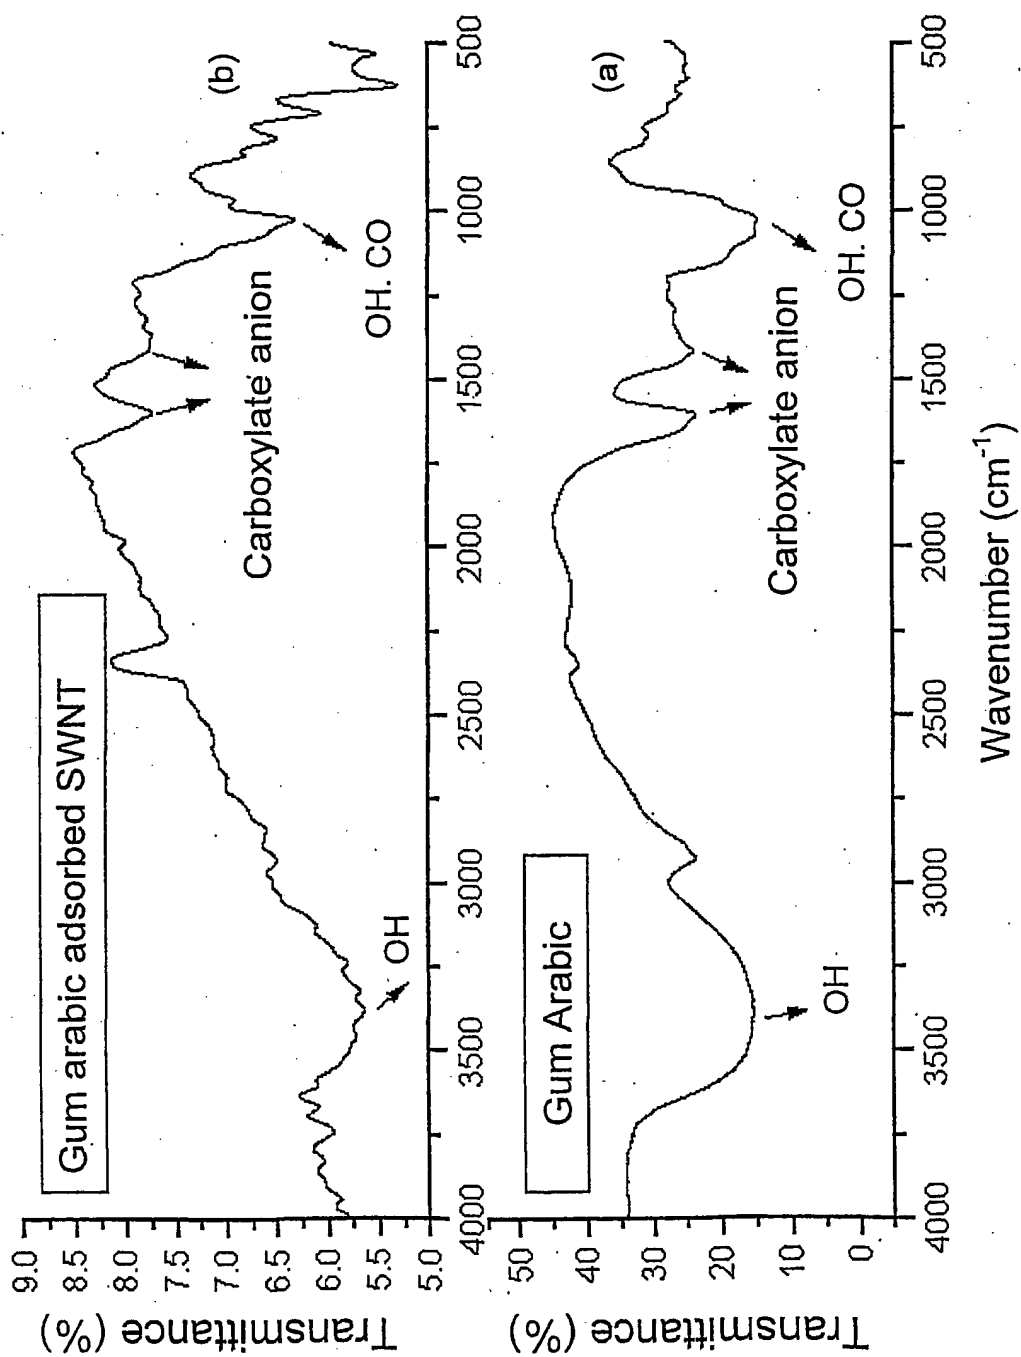 Gum arabic adsorbed SWNT
(b)
Transmittance (%)
9.0
8.0
7.5
7.0
6.5
6.0
5.5
5.0
OH
Carboxylate anion
OH. CO
4000 3500 3000 2500 2000 1500 1000 500
Gum Arabic
(a)
Transmittance (%)
50
30
20
10
0
OH
Carboxylate anion
OH. CO
4000 3500 3000 2500 2000 1500 1000 500
Wavenumber (cm⁻¹)